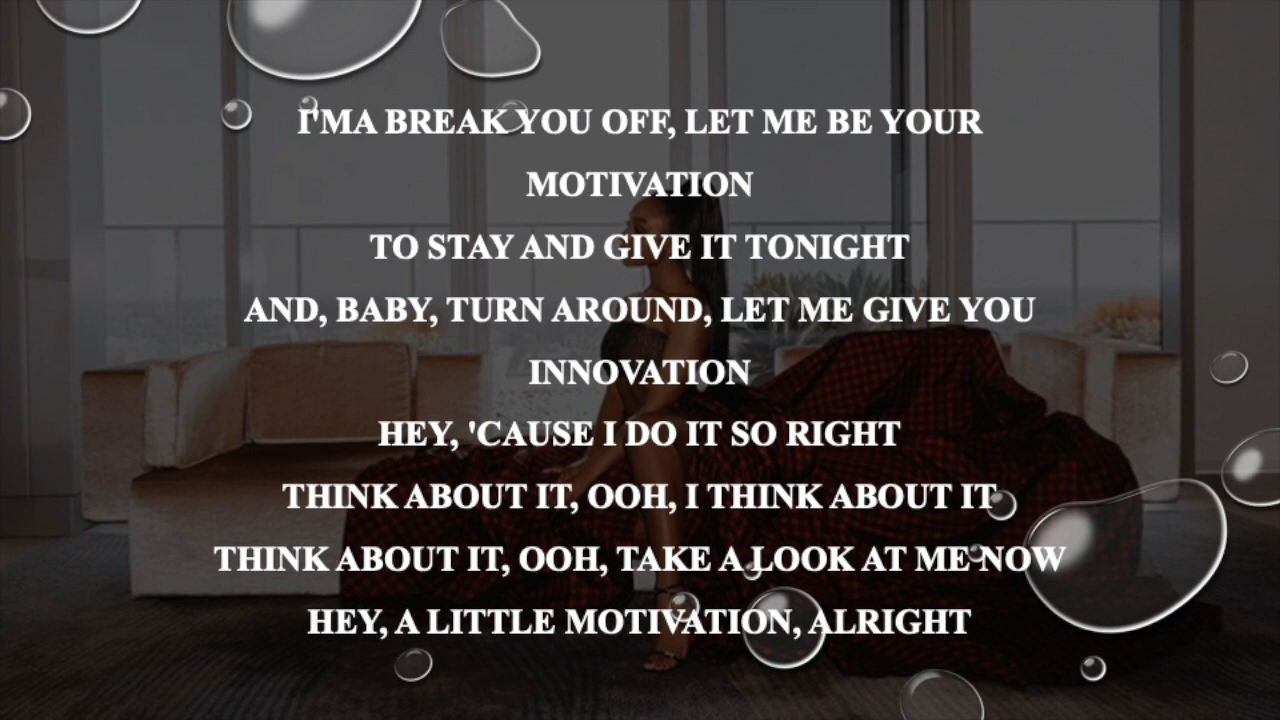 I'MA BREAK YOU OFF, LET ME BE YOUR
MOTIVATION
TO STAY AND GIVE IT TONIGHT
AND, BABY, TURN AROUND, LET ME GIVE YOU
INNOVATION
HEY, 'CAUSE I DO IT SO RIGHT
THINK ABOUT IT, OOH, I THINK ABOUT IT
THINK ABOUT IT, OOH, TAKE A LOOK AT ME NOW
HEY, A LITTLE MOTIVATION, ALRIGHT